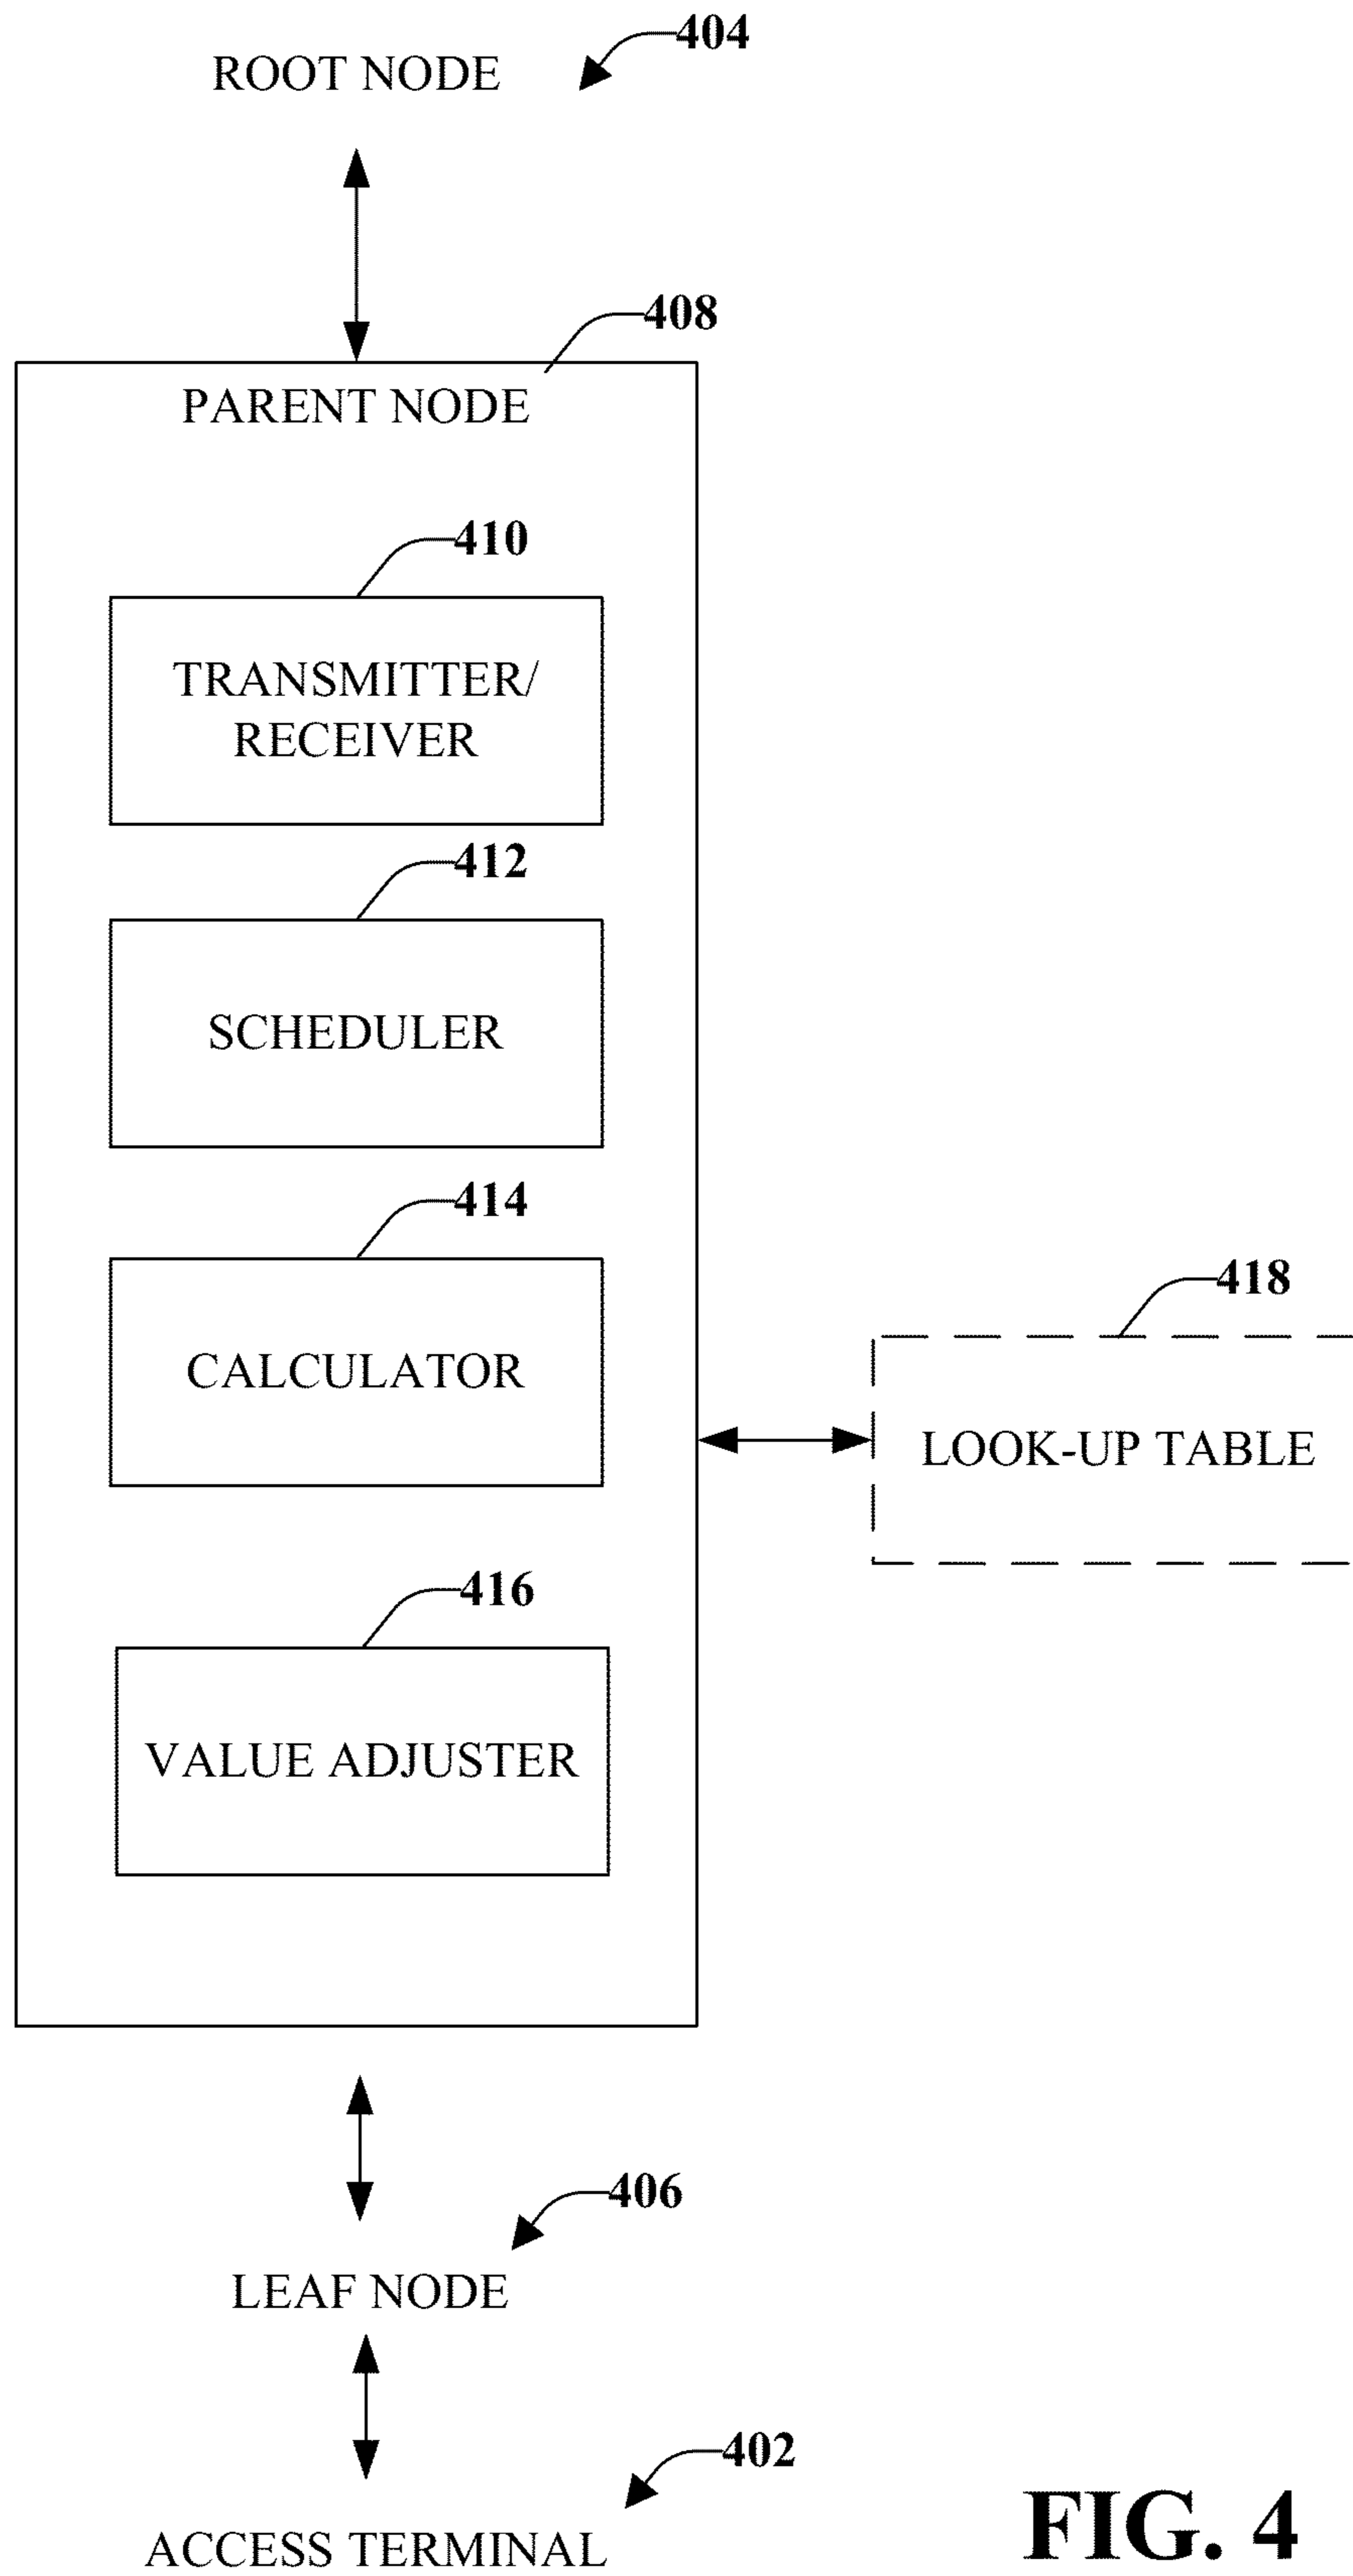 404
ROOT NODE
408
PARENT NODE
410
TRANSMITTER/
RECEIVER
412
SCHEDULER
414
CALCULATOR
418
LOOK-UP TABLE
416
VALUE ADJUSTER
406
LEAF NODE
402
ACCESS TERMINAL
FIG. 4